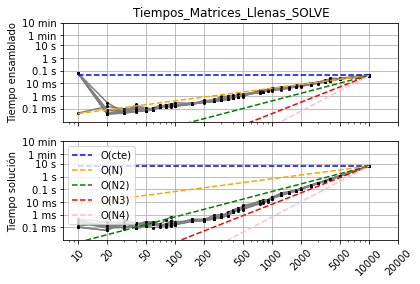 Tiempos_Matrices_Llenas_SOLVE
Tiempo ensamblado
10 min
1 min
10 s
1 s
0.1 s
10 ms
1 ms
0.1 ms
Tiempo solución
10 min
1 min
10 s
1 s
0.1 s
10 ms
1 ms
0.1 ms
O(cte)
O(N)
O(N2)
O(N3)
O(N4)
10
20
50
100
200
500
1000
2000
5000
10000
20000